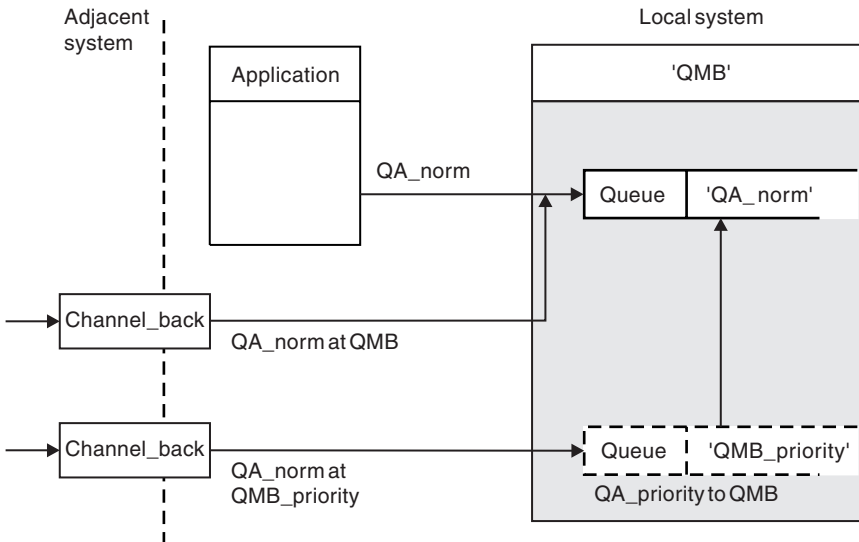 Adjacent
system
Local system
Application
'QMB'
QA_norm
Queue
'QA_norm'
Channel_back
QA_norm at QMB
Channel_back
Queue
'QMB_priority'
QA_norm at
QMB_priority
QA_priority to QMB